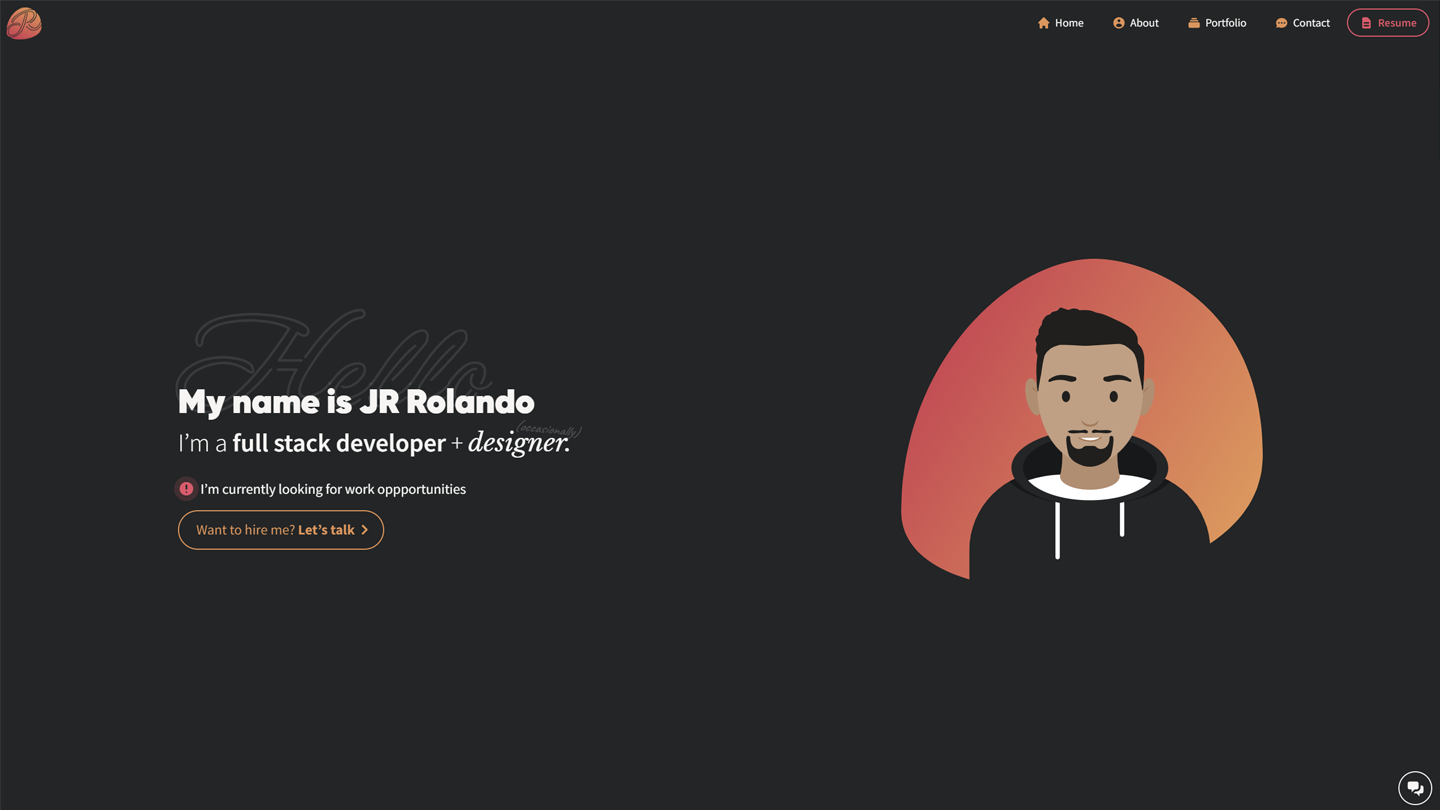 Home About Portfolio Contact Resume
Hello
My name is JR Rolando
(occasionally)
I'm a full stack developer + designer.
I'm currently looking for work oppportunities
Want to hire me? Let's talk